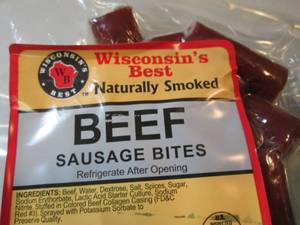 WISCONSIN'S
WB
BEST
Wisconsin's
Best
Naturally Smoked
BEEF
SAUSAGE BITES
Refrigerate After Opening
INGREDIENTS: Beef, Water, Dextrose, Salt, Spices, Sugar,
Sodium Erythorbate, Lactic Acid Starter Culture, Sodium
Nitrite. Stuffed in Colored Beef Collagen Casing (FD&C
Red #3). Sprayed with Potassium Sorbate to
Preserve Quality.
U.S.